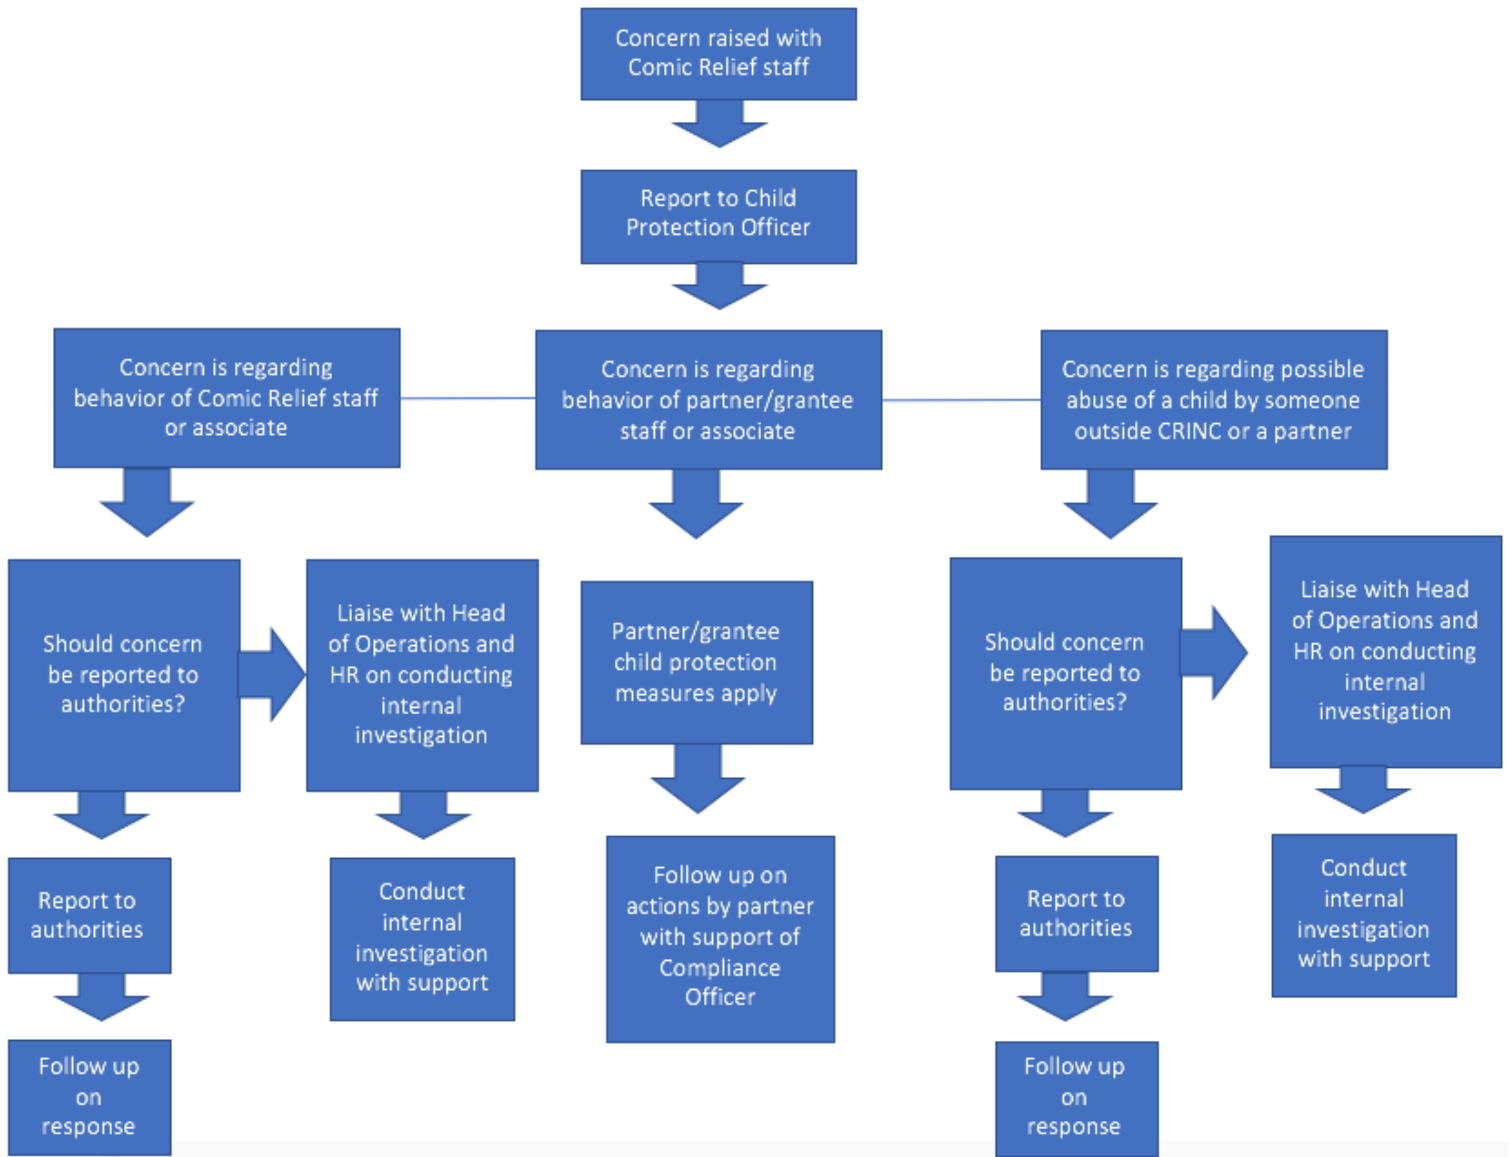 Concern raised with
Comic Relief staff
Report to Child
Protection Officer
Concern is regarding
behavior of Comic Relief staff
or associate
Concern is regarding
behavior of partner/grantee
staff or associate
Concern is regarding possible
abuse of a child by someone
outside CRINC or a partner
Should concern
be reported to
authorities?
Liaise with Head
of Operations and
HR on conducting
internal
investigation
Partner/grantee
child protection
measures apply
Should concern
be reported to
authorities?
Liaise with Head
of Operations and
HR on conducting
internal
investigation
Report to
authorities
Conduct
internal
investigation
with support
Follow up on
actions by partner
with support of
Compliance
Officer
Report to
authorities
Conduct
internal
investigation
with support
Follow up
on
response
Follow up
on
response